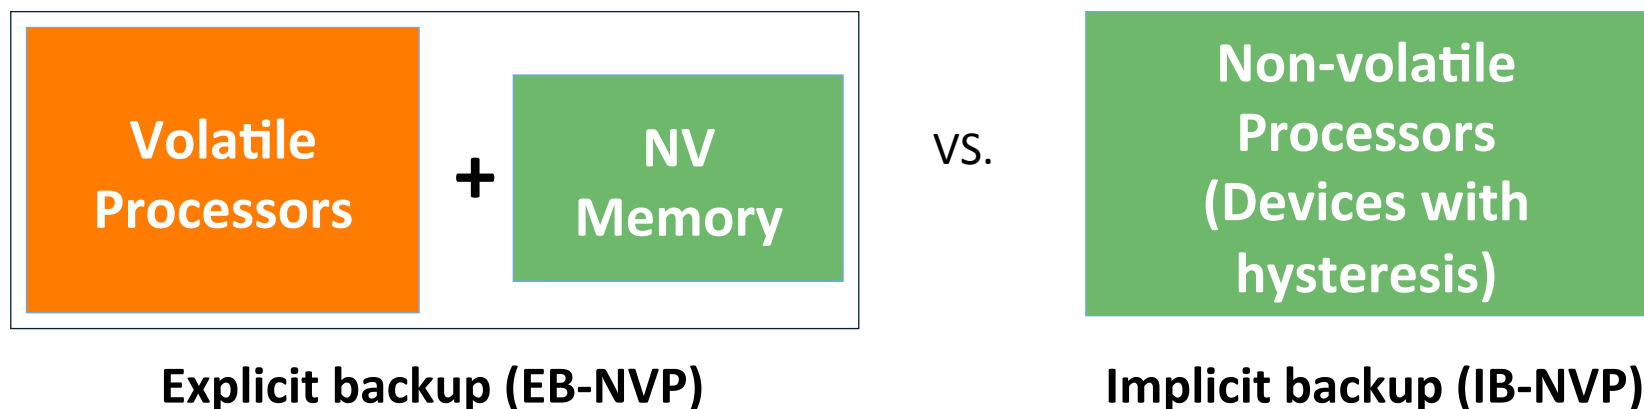 Volatile
Processors
+
NV
Memory
vs.
Non-volatile
Processors
(Devices with
hysteresis)
Explicit backup (EB-NVP)
Implicit backup (IB-NVP)